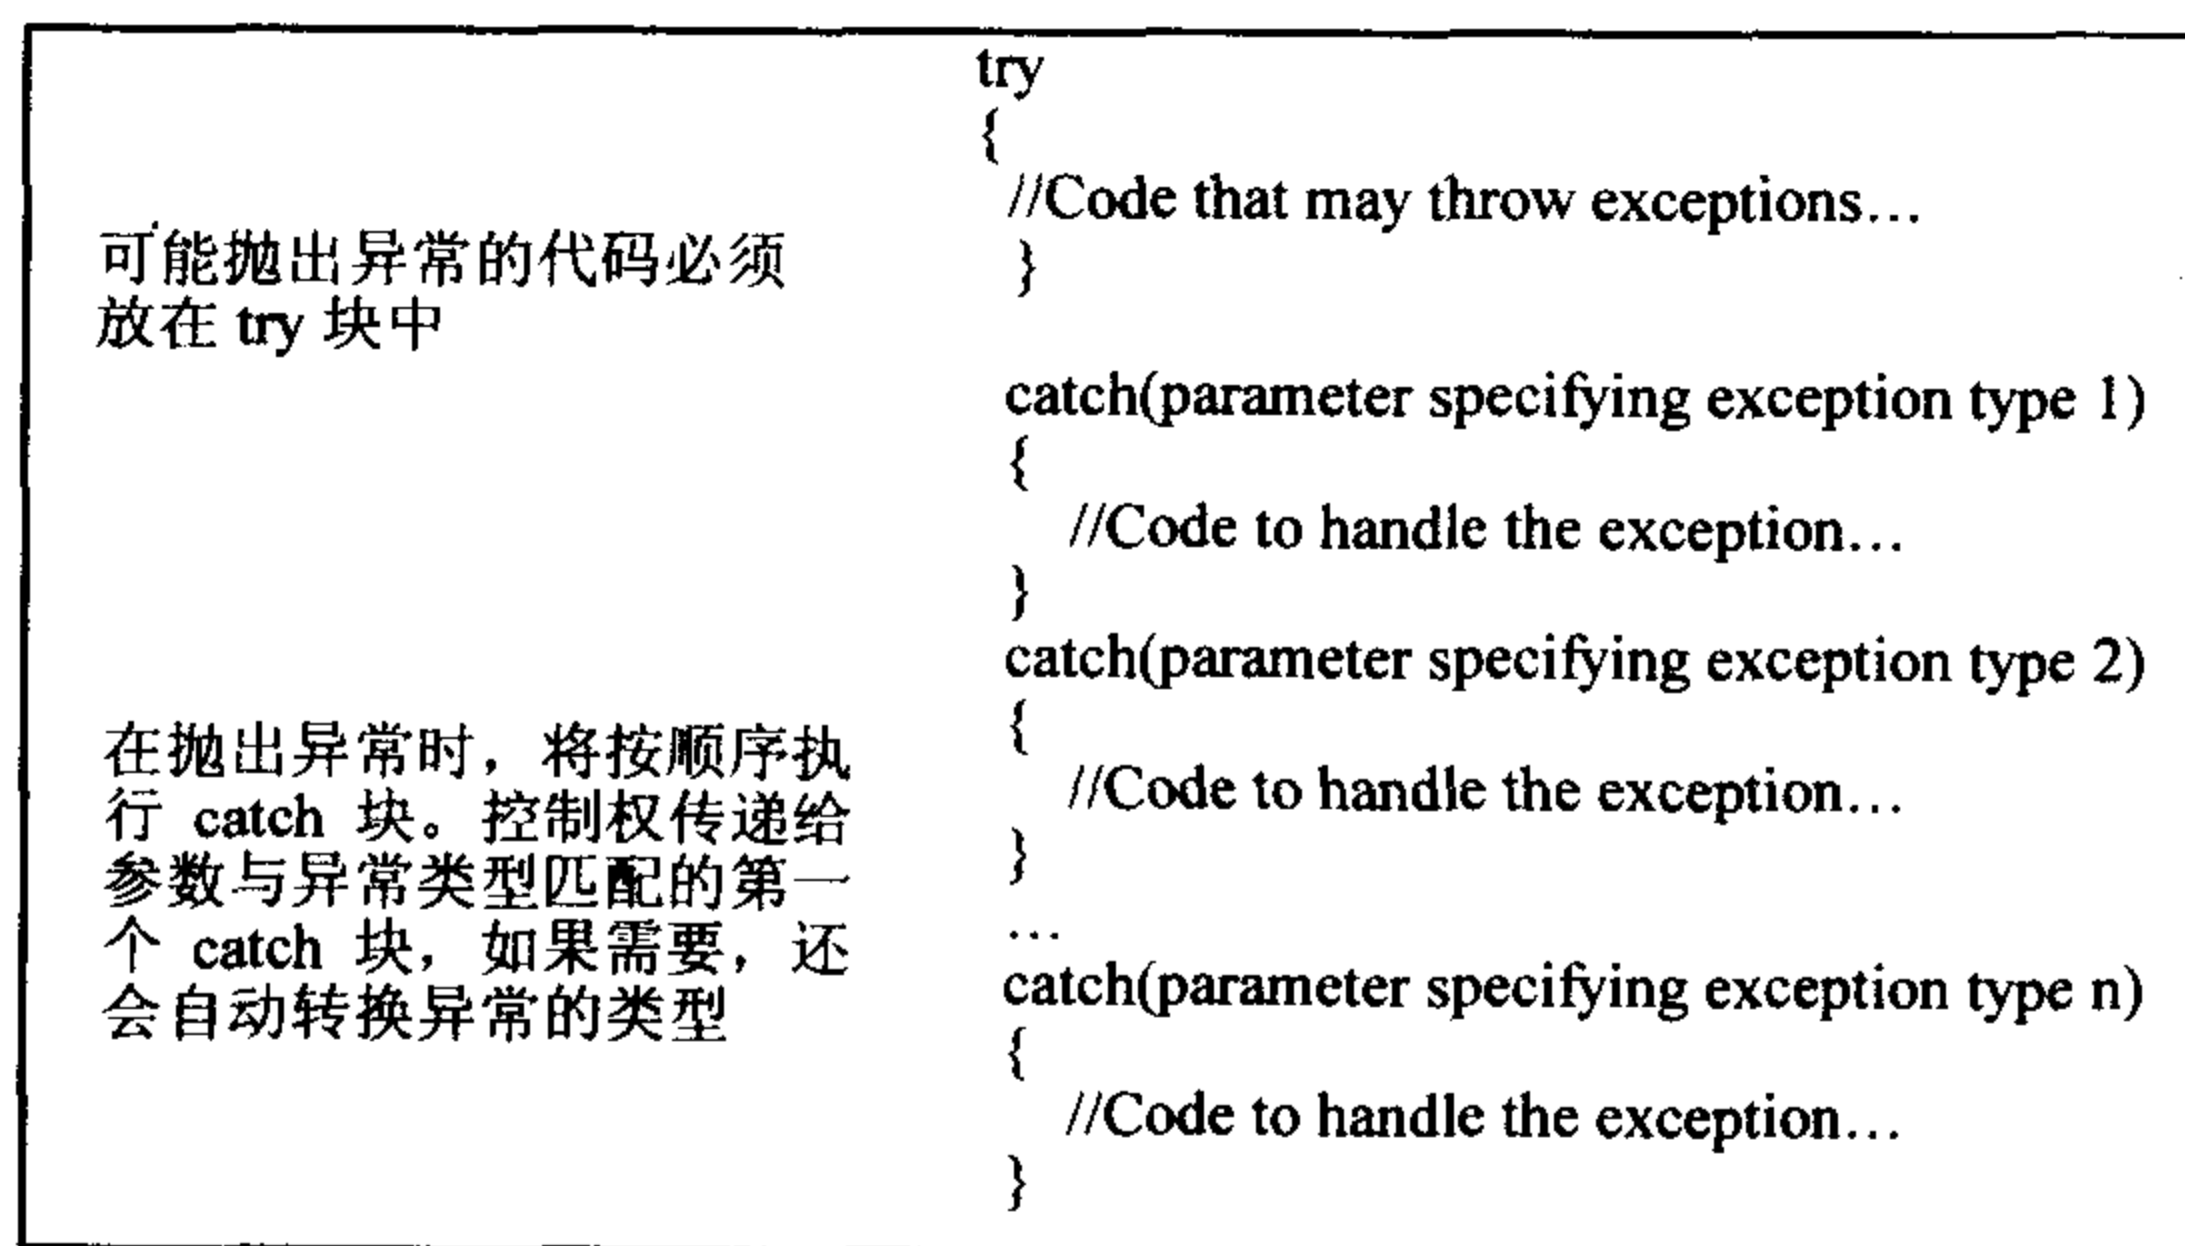 try
{
//Code that may throw exceptions…
}
可能抛出异常的代码必须
放在 try 块中
catch(parameter specifying exception type 1)
{
//Code to handle the exception…
}
catch(parameter specifying exception type 2)
{
//Code to handle the exception…
}
在抛出异常时，将按顺序执
行 catch 块。控制权传递给
参数与异常类型匹配的第一
个 catch 块，如果需要，还
会自动转换异常的类型
…
catch(parameter specifying exception type n)
{
//Code to handle the exception…
}